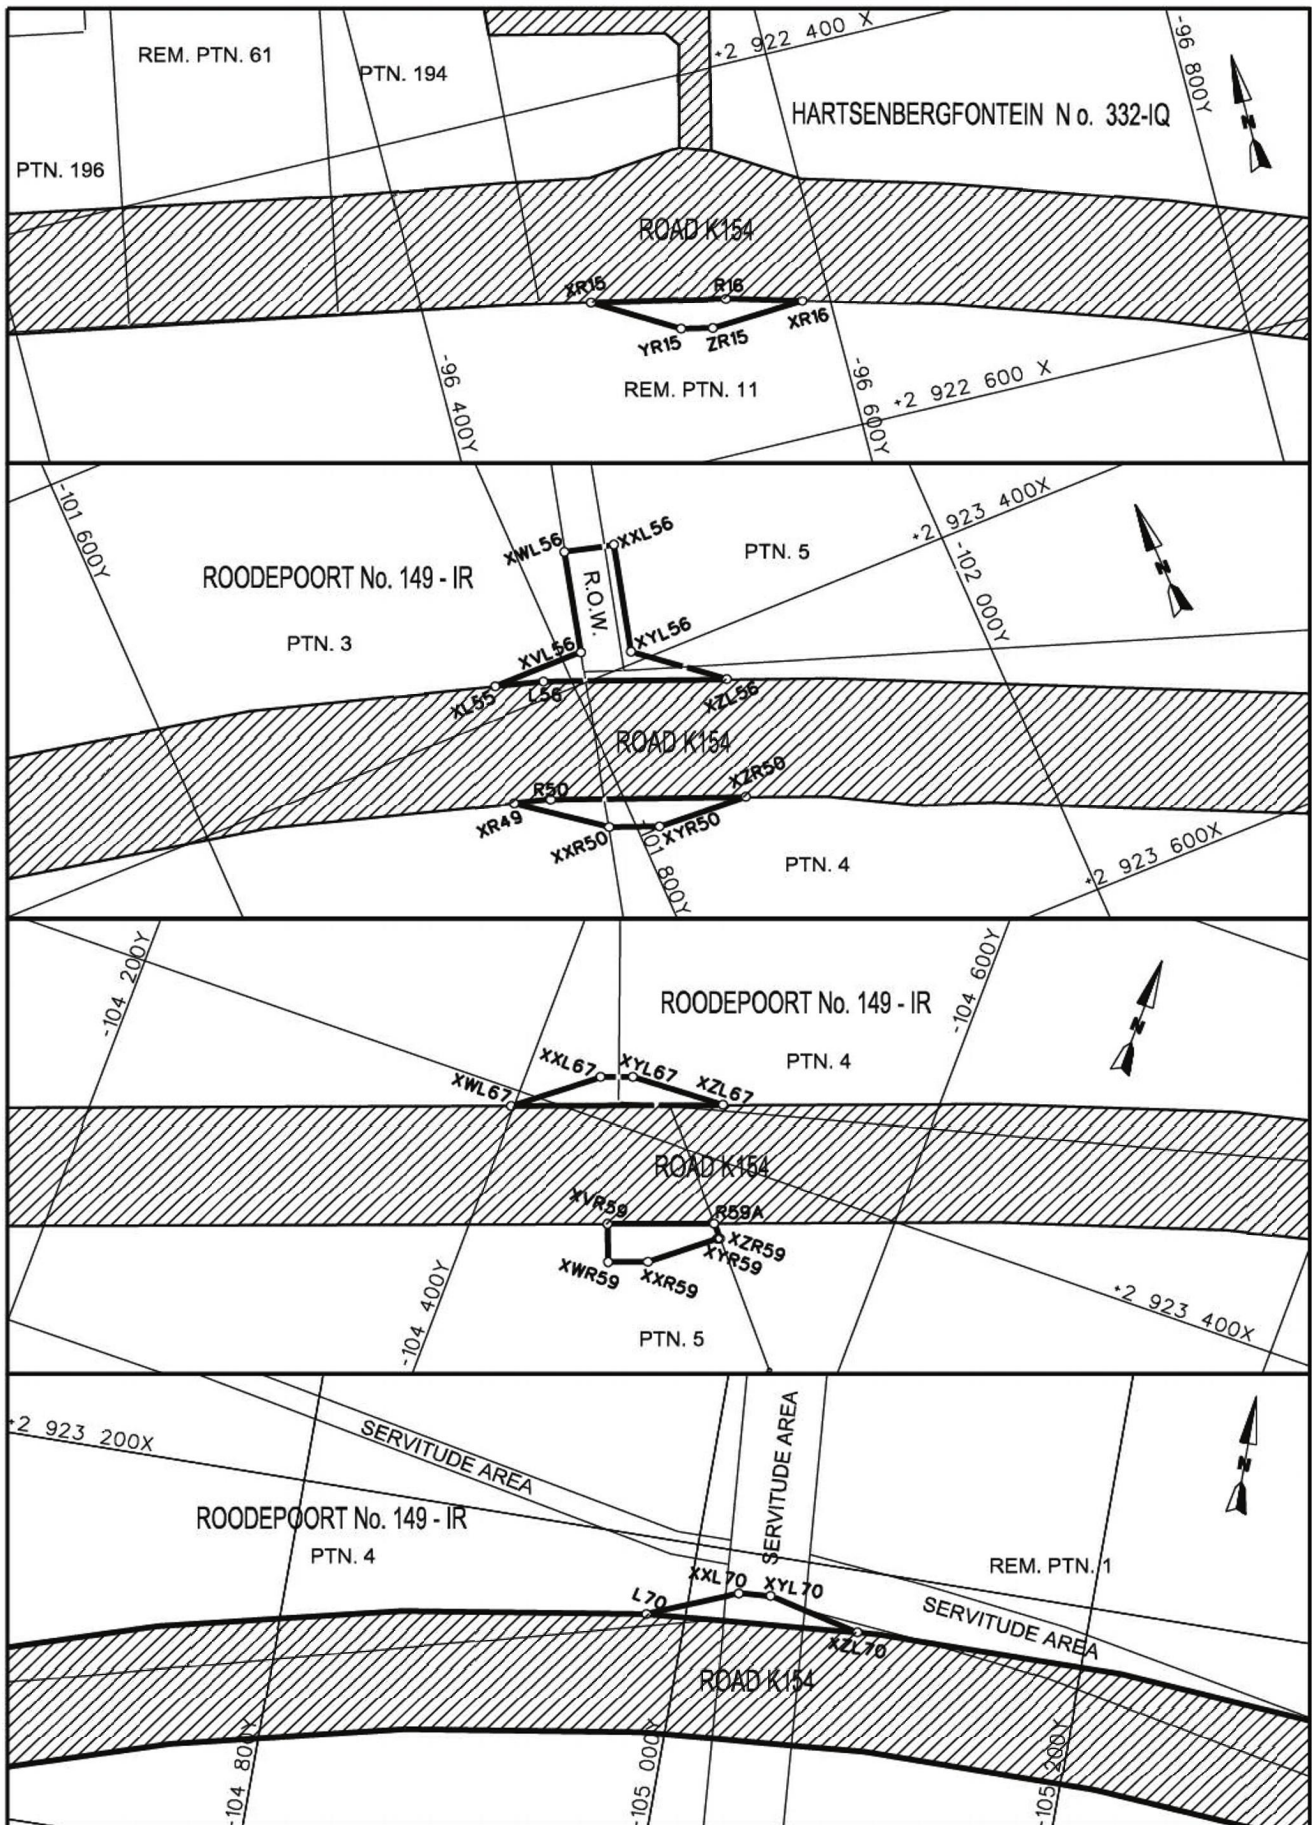 REM. PTN. 61
PTN. 194
+2 922 400 X
-96 800Y
HARTSENBERGFONTEIN No. 332-IQ
N
PTN. 196
ROAD K154
XR15
R16
XR16
YR15
ZR15
-96 400Y
REM. PTN. 11
-96 600Y
+2 922 600 X
-101 600Y
XWL56
XXL56
PTN. 5
+2 923 400X
-102 000Y
N
ROODEPOORT No. 149 - IR
R.O.W.
PTN. 3
XVL56
XYL56
XL55
L56
XZL56
ROAD K154
R50
XZR50
XR49
XXR50
XYR50
-101 800Y
PTN. 4
+2 923 600X
-104 200Y
-104 600Y
ROODEPOORT No. 149 - IR
N
PTN. 4
XXL67
XYL67
XWL67
XZL67
ROAD K154
XVR59
R59A
XZR59
XYR59
XWR59
XXR59
-104 400Y
+2 923 400X
PTN. 5
+2 923 200X
SERVITUDE AREA
SERVITUDE AREA
N
ROODEPOORT No. 149 - IR
PTN. 4
REM. PTN. 1
XXL70
XYL70
L70
SERVITUDE AREA
XZL70
ROAD K154
-104 800Y
-105 000Y
-105 200Y